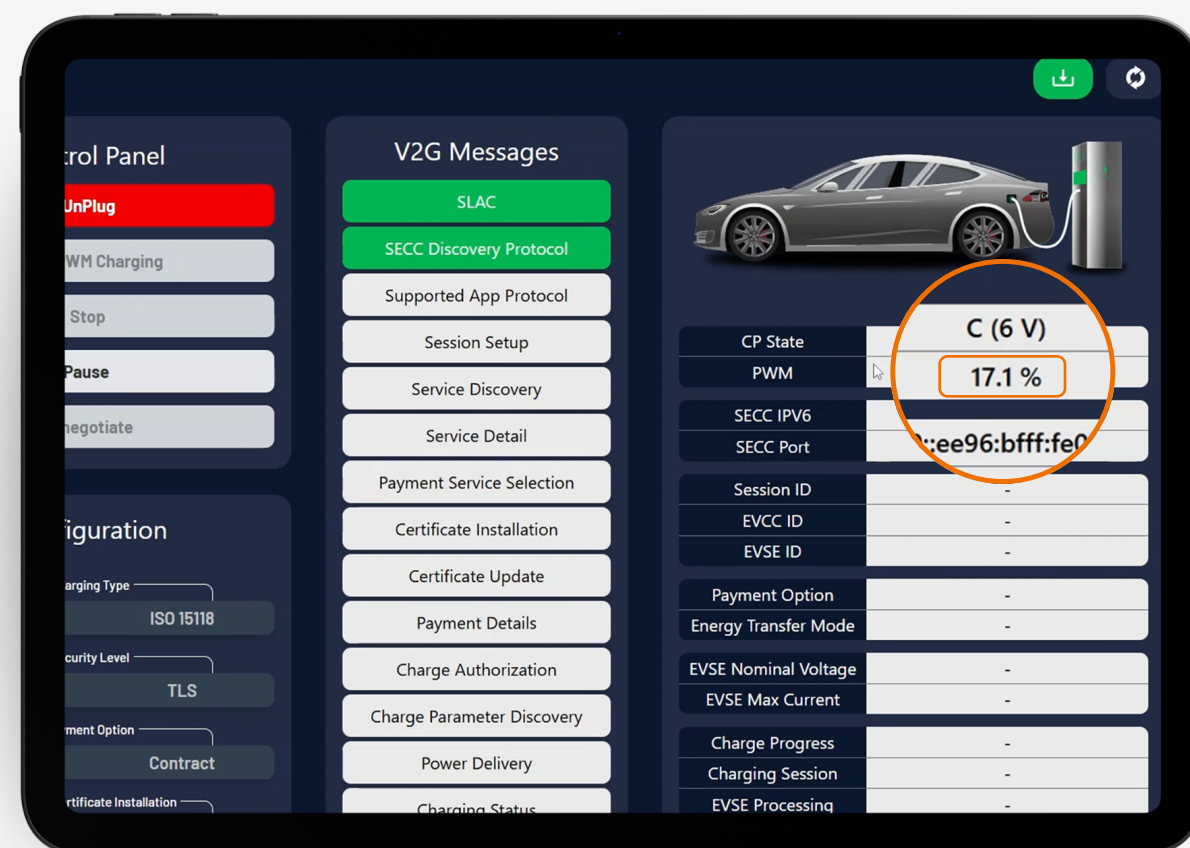 trol Panel
UnPlug
WM Charging
Stop
Pause
negotiate
iguration
arging Type
ISO 15118
curity Level
TLS
ment Option
Contract
rtificate Installation
V2G Messages
SLAC
SECC Discovery Protocol
Supported App Protocol
Session Setup
Service Discovery
Service Detail
Payment Service Selection
Certificate Installation
Certificate Update
Payment Details
Charge Authorization
Charge Parameter Discovery
Power Delivery
Charging Status
CP State C (6 V)
PWM 17.1 %
SECC IPV6
SECC Port ::ee96:bfff:fe0
Session ID -
EVCC ID -
EVSE ID -
Payment Option -
Energy Transfer Mode -
EVSE Nominal Voltage -
EVSE Max Current -
Charge Progress -
Charging Session -
EVSE Processing -